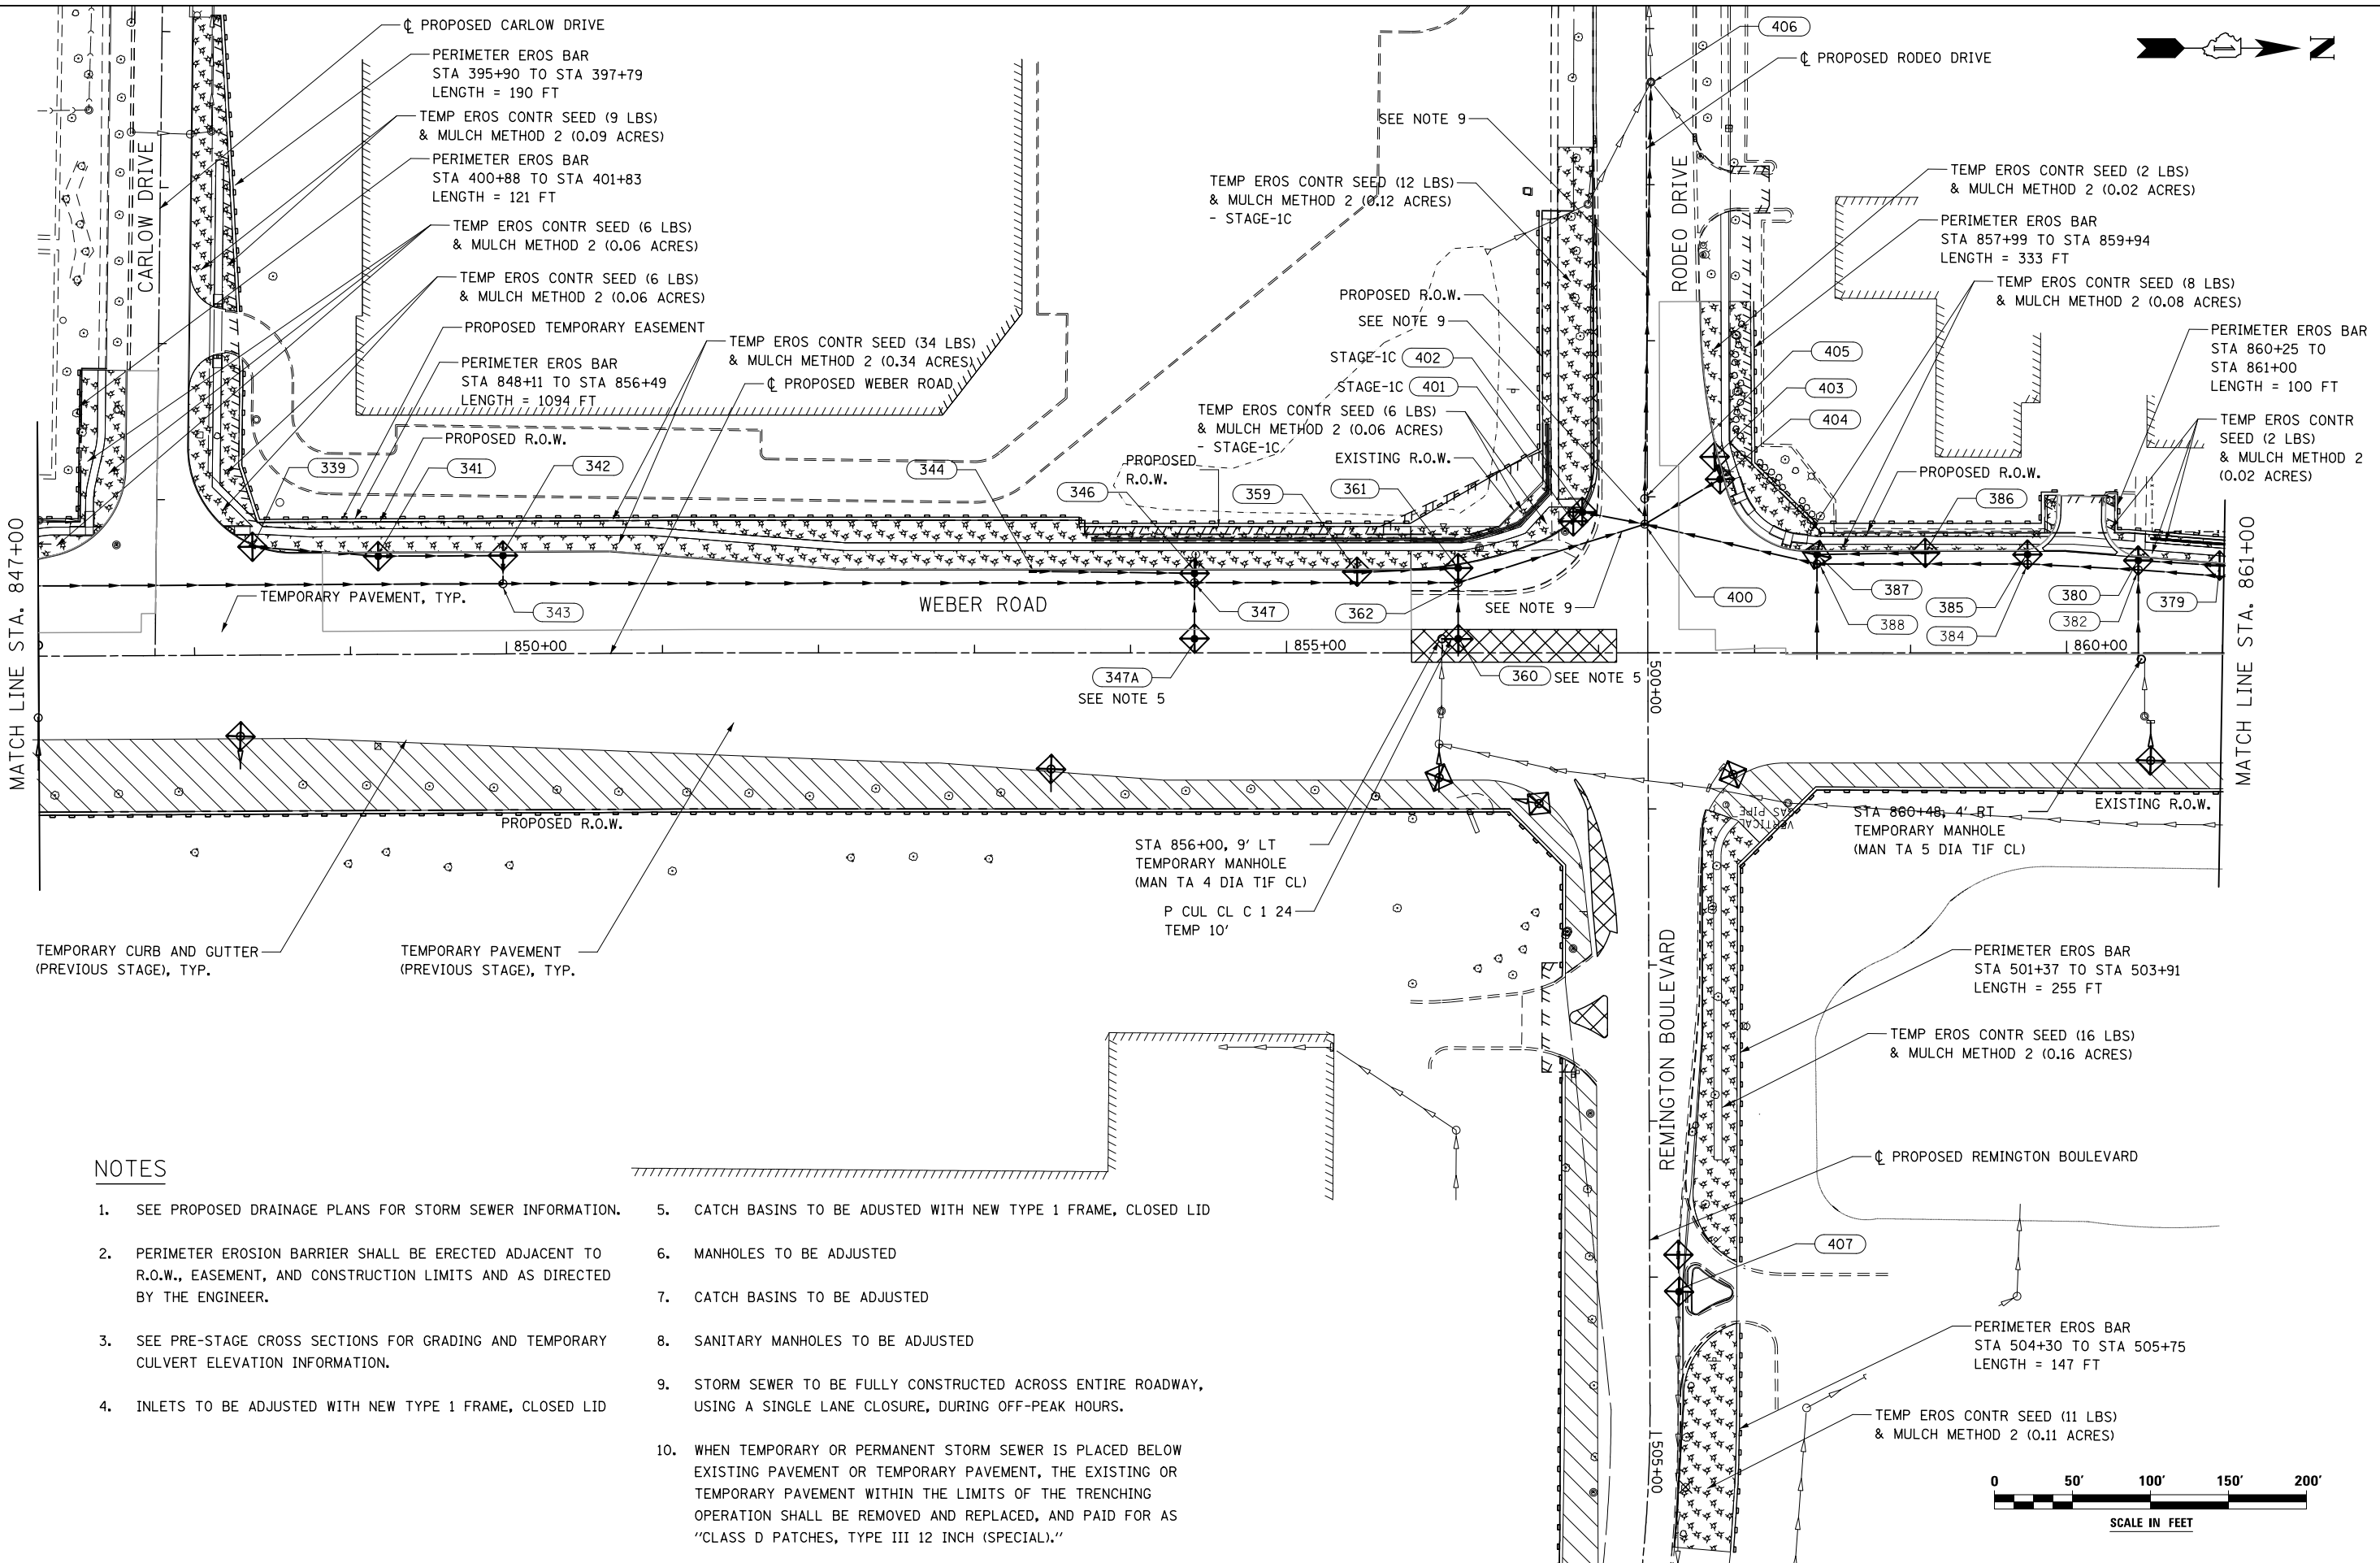 ℄ PROPOSED CARLOW DRIVE
PERIMETER EROS BAR
STA 395+90 TO STA 397+79
LENGTH = 190 FT
TEMP EROS CONTR SEED (9 LBS)
& MULCH METHOD 2 (0.09 ACRES)
PERIMETER EROS BAR
STA 400+88 TO STA 401+83
LENGTH = 121 FT
TEMP EROS CONTR SEED (6 LBS)
& MULCH METHOD 2 (0.06 ACRES)
TEMP EROS CONTR SEED (6 LBS)
& MULCH METHOD 2 (0.06 ACRES)
PROPOSED TEMPORARY EASEMENT
PERIMETER EROS BAR
STA 848+11 TO STA 856+49
LENGTH = 1094 FT
TEMP EROS CONTR SEED (34 LBS)
& MULCH METHOD 2 (0.34 ACRES)
℄ PROPOSED WEBER ROAD
PROPOSED R.O.W.
CARLOW DRIVE
339
341
342
343
344
346
359
361
PROPOSED
R.O.W.
406
℄ PROPOSED RODEO DRIVE
N
SEE NOTE 9
TEMP EROS CONTR SEED (12 LBS)
& MULCH METHOD 2 (0.12 ACRES)
- STAGE-1C
PROPOSED R.O.W.
SEE NOTE 9
STAGE-1C 402
STAGE-1C 401
TEMP EROS CONTR SEED (6 LBS)
& MULCH METHOD 2 (0.06 ACRES)
- STAGE-1C
EXISTING R.O.W.
RODEO DRIVE
TEMP EROS CONTR SEED (2 LBS)
& MULCH METHOD 2 (0.02 ACRES)
PERIMETER EROS BAR
STA 857+99 TO STA 859+94
LENGTH = 333 FT
TEMP EROS CONTR SEED (8 LBS)
& MULCH METHOD 2 (0.08 ACRES)
PERIMETER EROS BAR
STA 860+25 TO
STA 861+00
LENGTH = 100 FT
TEMP EROS CONTR
SEED (2 LBS)
& MULCH METHOD 2
(0.02 ACRES)
405
403
404
PROPOSED R.O.W.
386
MATCH LINE STA. 847+00
MATCH LINE STA. 861+00
TEMPORARY PAVEMENT, TYP.
WEBER ROAD
347
362
SEE NOTE 9
400
387
388
385
384
380
382
379
850+00
855+00
860+00
347A
SEE NOTE 5
360 SEE NOTE 5
500+00
PROPOSED R.O.W.
EXISTING R.O.W.
VERTICAL
GAS PIPE
STA 856+00, 9' LT
TEMPORARY MANHOLE
(MAN TA 4 DIA T1F CL)
P CUL CL C 1 24
TEMP 10'
STA 860+48, 4' RT
TEMPORARY MANHOLE
(MAN TA 5 DIA T1F CL)
TEMPORARY CURB AND GUTTER
(PREVIOUS STAGE), TYP.
TEMPORARY PAVEMENT
(PREVIOUS STAGE), TYP.
REMINGTON BOULEVARD
PERIMETER EROS BAR
STA 501+37 TO STA 503+91
LENGTH = 255 FT
TEMP EROS CONTR SEED (16 LBS)
& MULCH METHOD 2 (0.16 ACRES)
℄ PROPOSED REMINGTON BOULEVARD
407
PERIMETER EROS BAR
STA 504+30 TO STA 505+75
LENGTH = 147 FT
TEMP EROS CONTR SEED (11 LBS)
& MULCH METHOD 2 (0.11 ACRES)
505+00
NOTES
1. SEE PROPOSED DRAINAGE PLANS FOR STORM SEWER INFORMATION.
2. PERIMETER EROSION BARRIER SHALL BE ERECTED ADJACENT TO
R.O.W., EASEMENT, AND CONSTRUCTION LIMITS AND AS DIRECTED
BY THE ENGINEER.
3. SEE PRE-STAGE CROSS SECTIONS FOR GRADING AND TEMPORARY
CULVERT ELEVATION INFORMATION.
4. INLETS TO BE ADJUSTED WITH NEW TYPE 1 FRAME, CLOSED LID
5. CATCH BASINS TO BE ADUSTED WITH NEW TYPE 1 FRAME, CLOSED LID
6. MANHOLES TO BE ADJUSTED
7. CATCH BASINS TO BE ADJUSTED
8. SANITARY MANHOLES TO BE ADJUSTED
9. STORM SEWER TO BE FULLY CONSTRUCTED ACROSS ENTIRE ROADWAY,
USING A SINGLE LANE CLOSURE, DURING OFF-PEAK HOURS.
10. WHEN TEMPORARY OR PERMANENT STORM SEWER IS PLACED BELOW
EXISTING PAVEMENT OR TEMPORARY PAVEMENT, THE EXISTING OR
TEMPORARY PAVEMENT WITHIN THE LIMITS OF THE TRENCHING
OPERATION SHALL BE REMOVED AND REPLACED, AND PAID FOR AS
"CLASS D PATCHES, TYPE III 12 INCH (SPECIAL)."
0 50' 100' 150' 200'
SCALE IN FEET